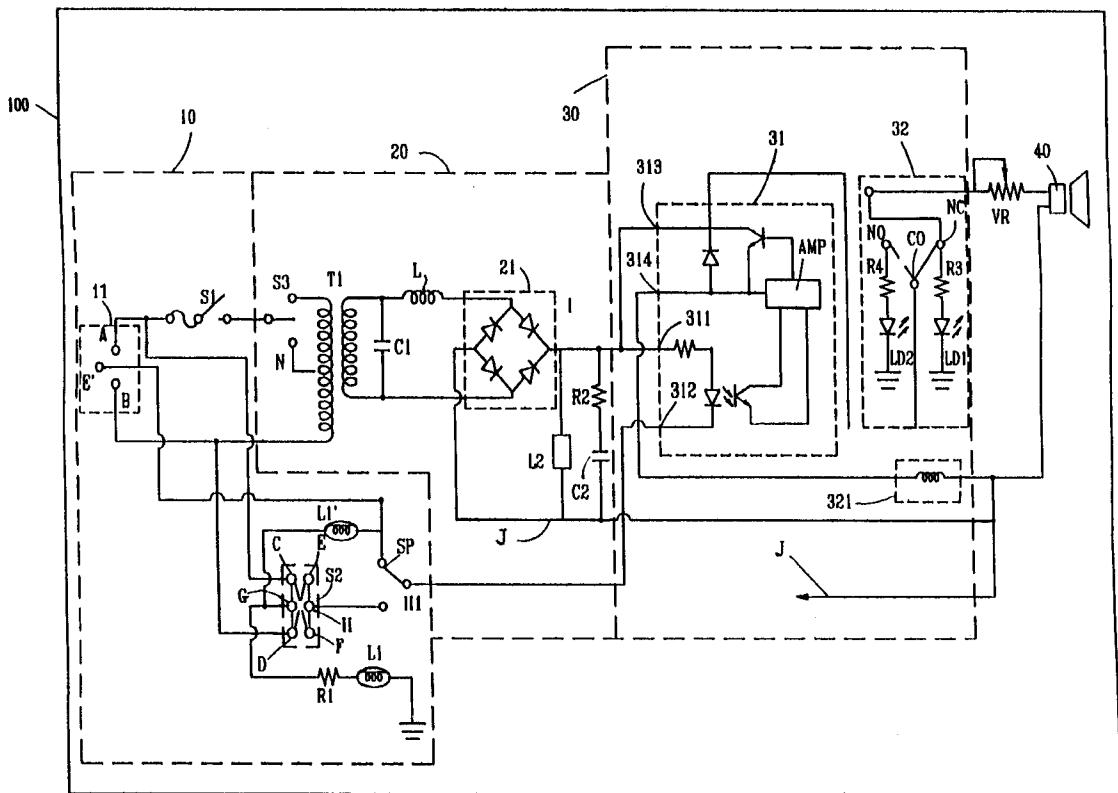 100
10
20
30
31
32
40
313
314
311
312
AMP
NO
CO
NC
VR
R4
R3
LD2
LD1
11
A
E'
B
S1
S3
N
T1
L
C1
21
I
R2
L2
C2
321
J
J
L1'
C
E
SP
S2
G
H
H1
D
F
R1
L1